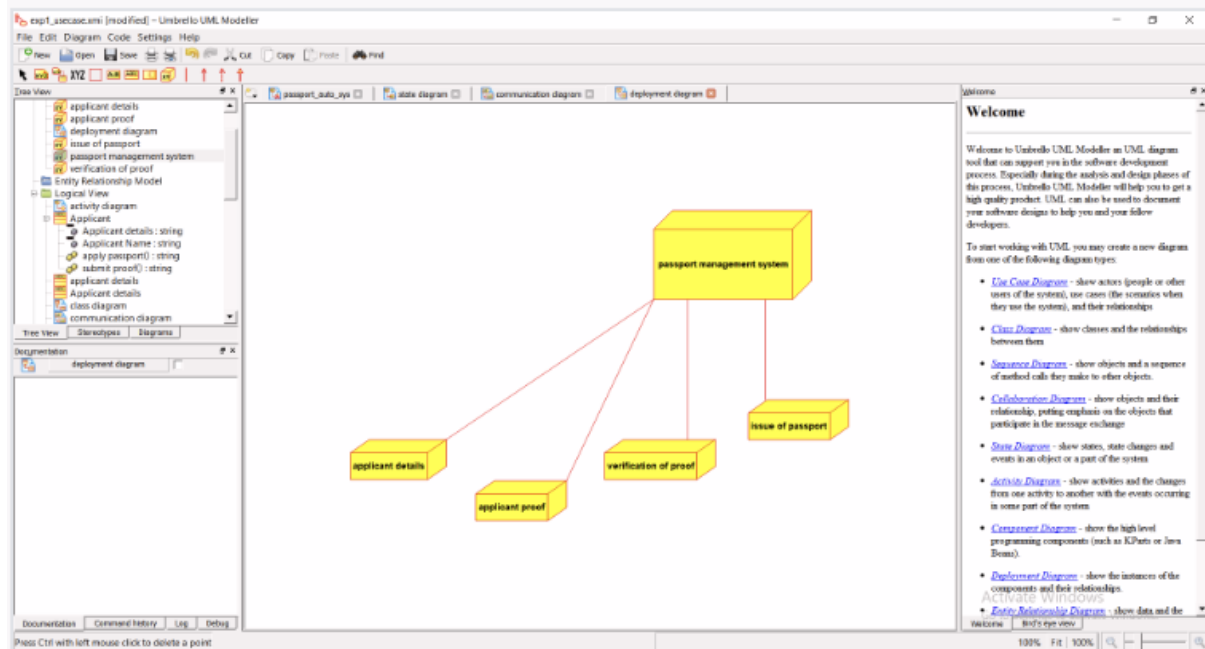 exp1_usecase.xmi [modified] – Umbrello UML Modeller
File Edit Diagram Code Settings Help
New Open Save Cut Copy Paste Find
XYZ
Tree View
applicant details
applicant proof
deployment diagram
issue of passport
passport management system
verification of proof
Entity Relationship Model
Logical View
activity diagram
Applicant
Applicant details : string
Applicant Name : string
apply passport() : string
submit proof() : string
applicant details
Applicant details
class diagram
communication diagram
Tree View Stereotypes Diagrams
Documentation
deployment diagram
Documentation Command history Log Debug
Press Ctrl with left mouse click to delete a point
passport_auto_sys state diagram communication diagram deployment diagram
passport management system
issue of passport
applicant details
verification of proof
applicant proof
Welcome
Welcome
Welcome to Umbrello UML Modeller an UML diagram
tool that can support you in the software development
process. Especially during the analysis and design phases of
this process, Umbrello UML Modeller will help you to get a
high quality product. UML can also be used to document
your software designs to help you and your fellow
developers.
To start working with UML you may create a new diagram
from one of the following diagram types:
• Use Case Diagram - show actors (people or other
users of the system), use cases (the scenarios when
they use the system), and their relationships
• Class Diagram - show classes and the relationships
between them
• Sequence Diagram - show objects and a sequence
of method calls they make to other objects.
• Collaboration Diagram - show objects and their
relationship, putting emphasis on the objects that
participate in the message exchange
• State Diagram - show states, state changes and
events in an object or a part of the system
• Activity Diagram - show activities and the changes
from one activity to another with the events occurring
in some part of the system
• Component Diagram - show the high level
programming components (such as KParts or Java
Beans).
• Deployment Diagram - show the instances of the
components and their relationships.
Activate Windows
• Entity Relationship Diagram - show data and the
Welcome Bird's eye view
100% Fit 100%